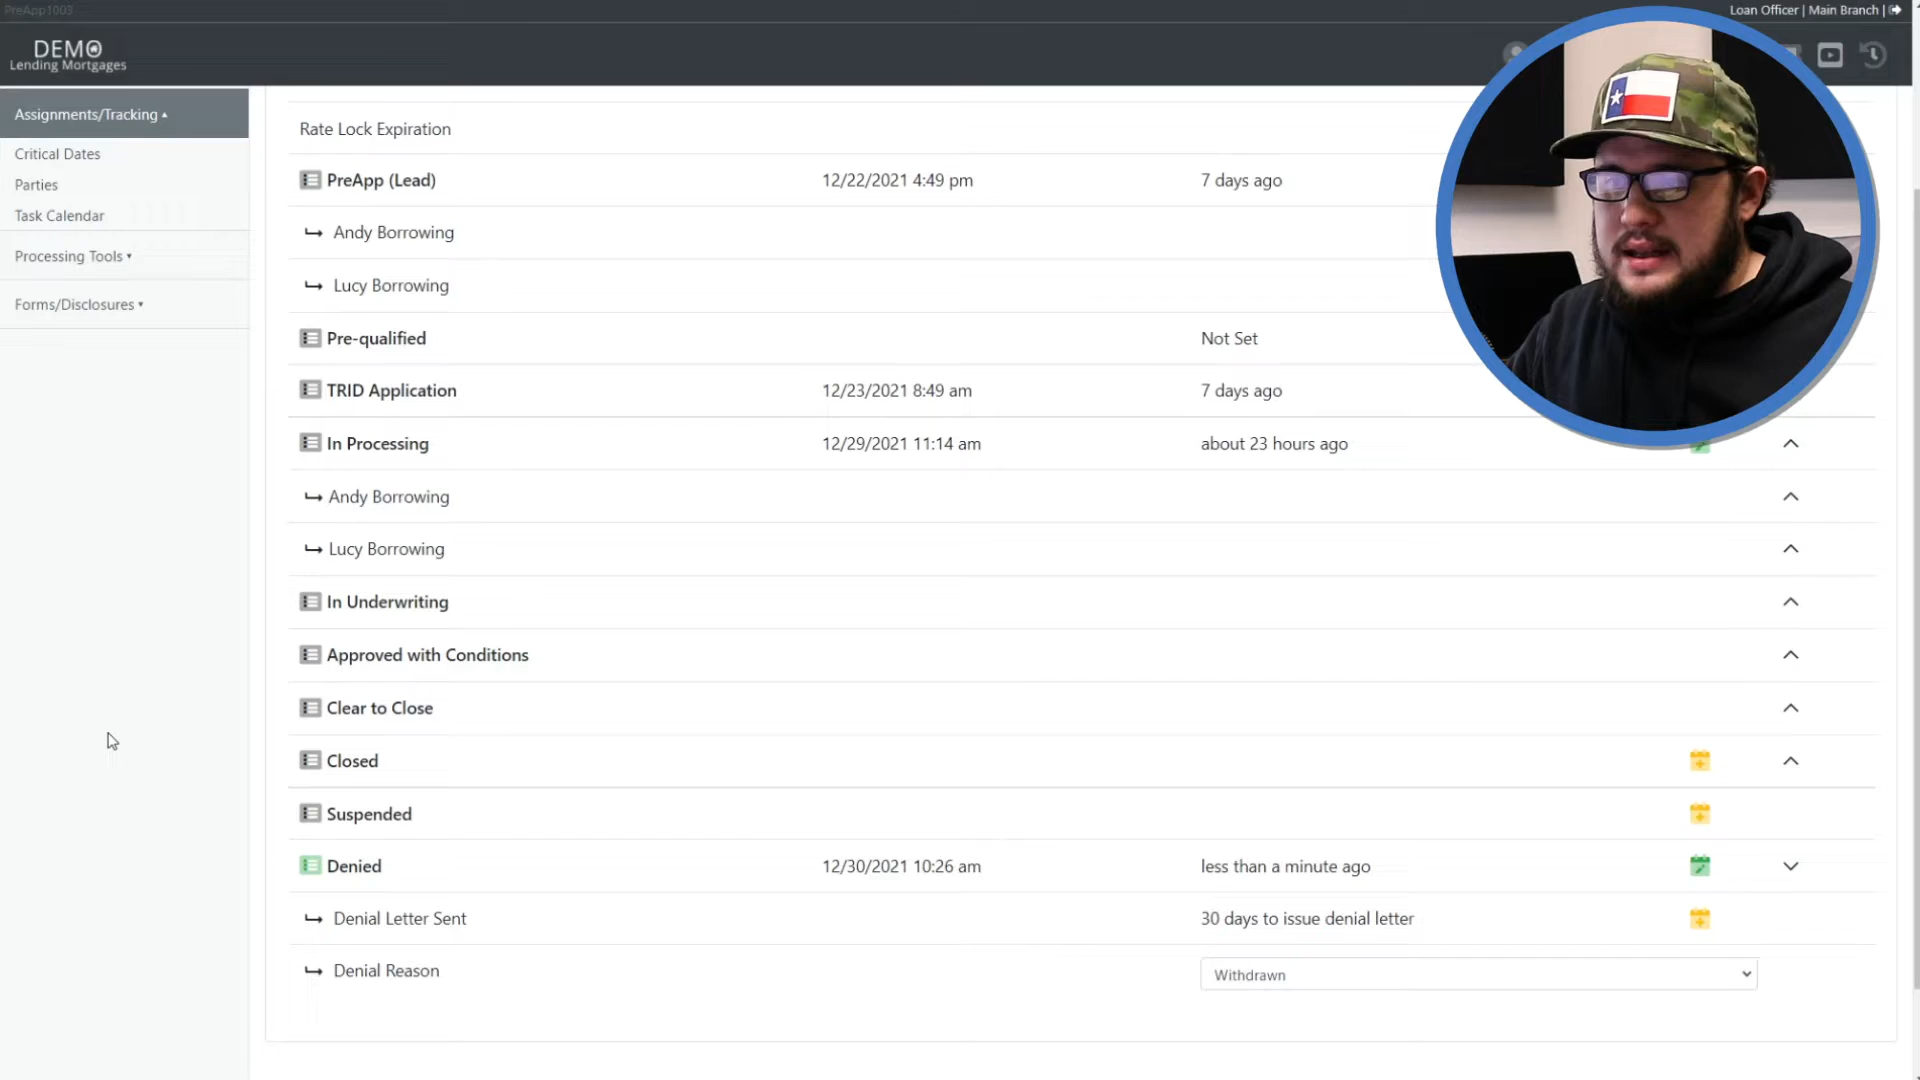 PreApp1003
Loan Officer | Main Branch |
DEMO
Lending Mortgages
Assignments/Tracking
Critical Dates
Parties
Task Calendar
Processing Tools
Forms/Disclosures
Rate Lock Expiration
PreApp (Lead) 12/22/2021 4:49 pm 7 days ago
Andy Borrowing
Lucy Borrowing
Pre-qualified Not Set
TRID Application 12/23/2021 8:49 am 7 days ago
In Processing 12/29/2021 11:14 am about 23 hours ago
Andy Borrowing
Lucy Borrowing
In Underwriting
Approved with Conditions
Clear to Close
Closed
Suspended
Denied 12/30/2021 10:26 am less than a minute ago
Denial Letter Sent 30 days to issue denial letter
Denial Reason Withdrawn